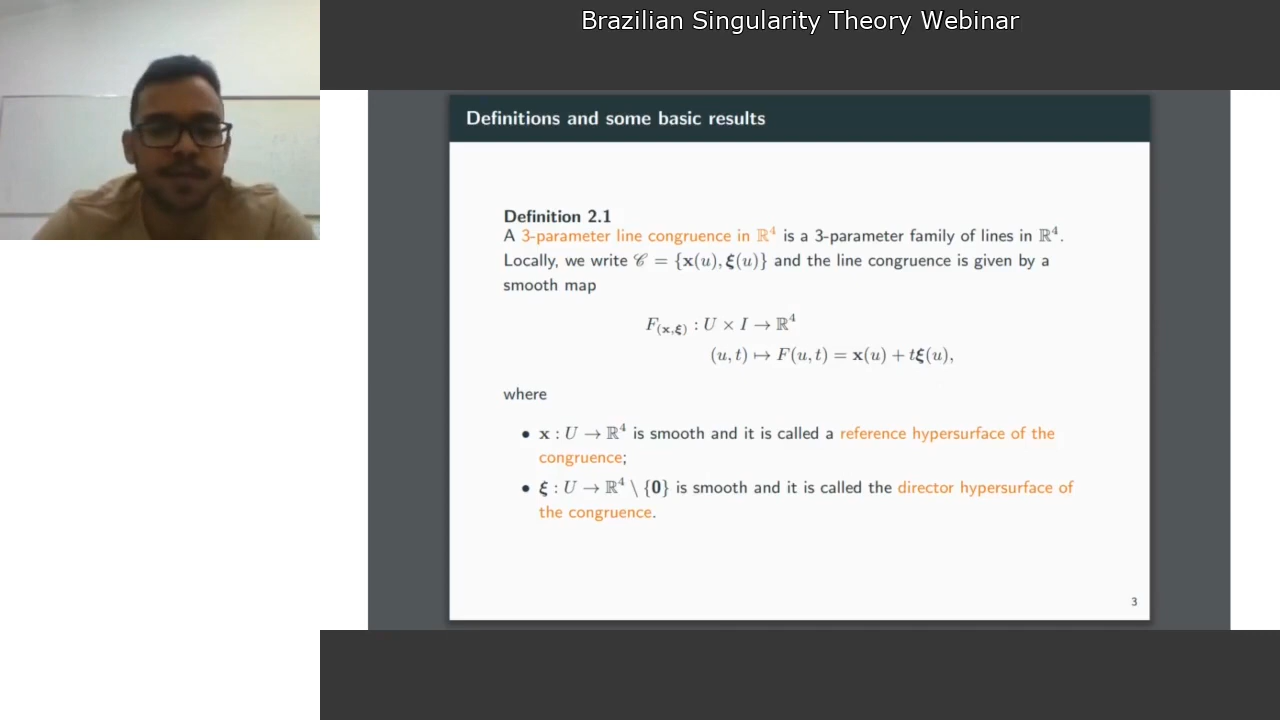 Brazilian Singularity Theory Webinar
Definitions and some basic results
Definition 2.1
A 3-parameter line congruence in ℝ⁴ is a 3-parameter family of lines in ℝ⁴.
Locally, we write 𝒞 = {𝐱(u), 𝛏(u)} and the line congruence is given by a
smooth map
F₍𝐱,𝛏₎ : U × I → ℝ⁴
(u, t) ↦ F(u, t) = 𝐱(u) + t𝛏(u),
where
• 𝐱 : U → ℝ⁴ is smooth and it is called a reference hypersurface of the
congruence;
• 𝛏 : U → ℝ⁴ \ {𝟎} is smooth and it is called the director hypersurface of
the congruence.
3